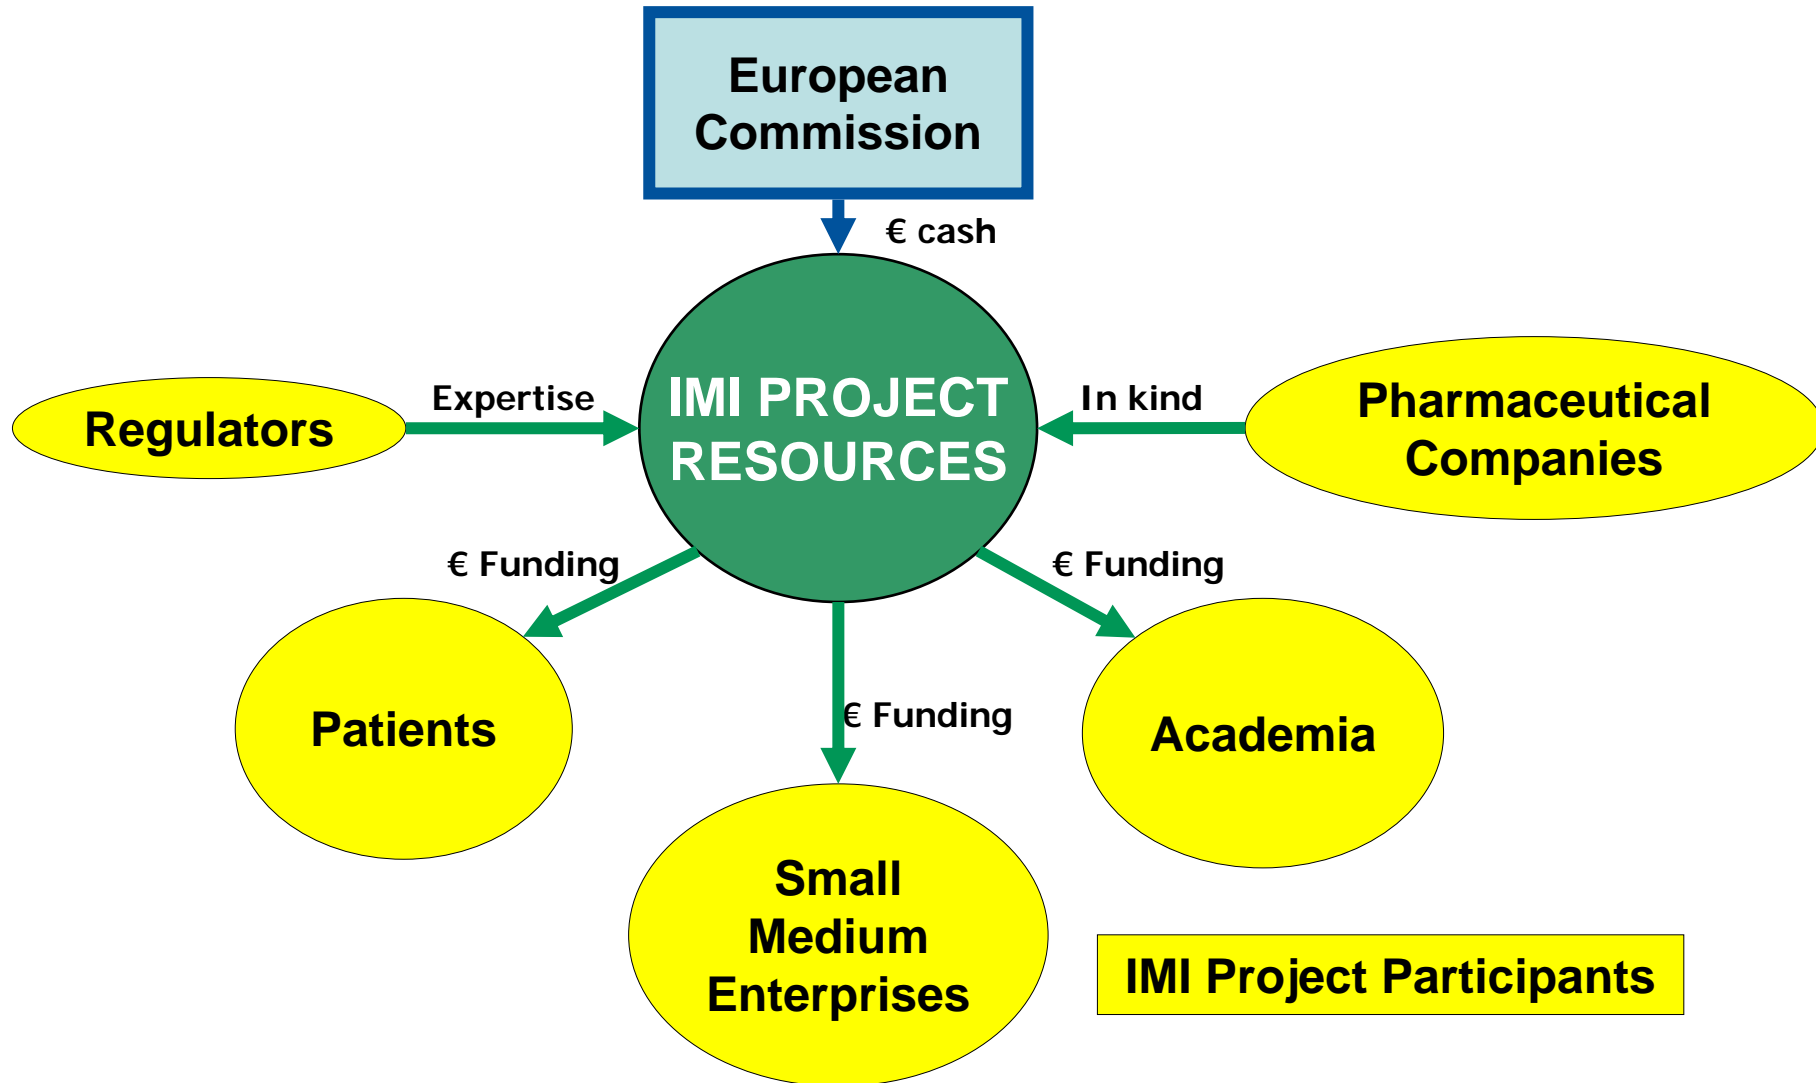 European
Commission
€ cash
Regulators
Expertise
IMI PROJECT
RESOURCES
In kind
Pharmaceutical
Companies
€ Funding
€ Funding
Patients
€ Funding
Academia
Small
Medium
Enterprises
IMI Project Participants